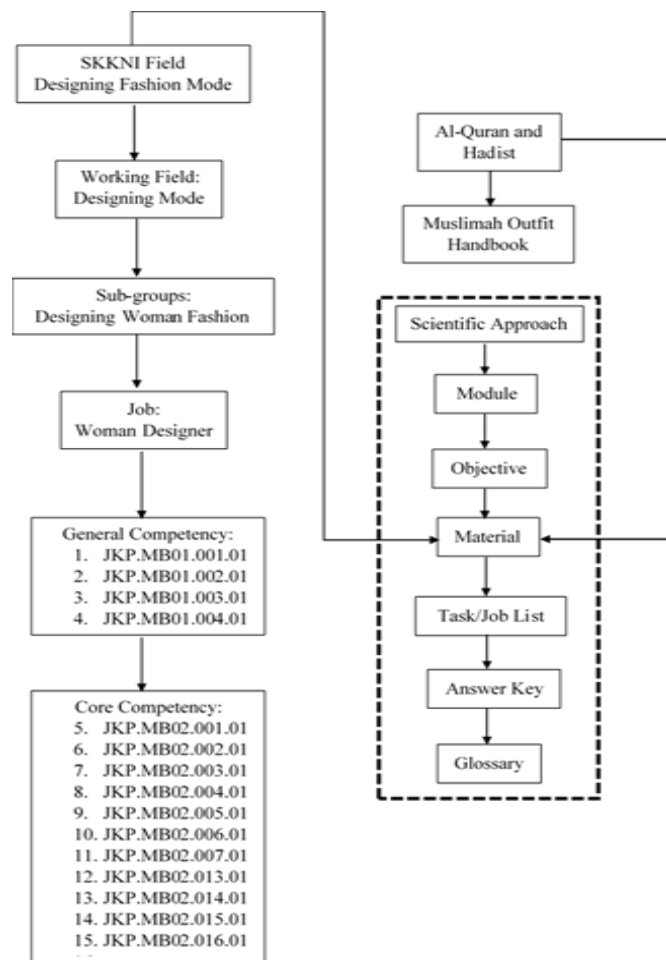 SKKNI Field
Designing Fashion Mode
Working Field:
Designing Mode
Sub-groups:
Designing Woman Fashion
Job:
Woman Designer
General Competency:
1. JKP.MB01.001.01
2. JKP.MB01.002.01
3. JKP.MB01.003.01
4. JKP.MB01.004.01
Core Competency:
5. JKP.MB02.001.01
6. JKP.MB02.002.01
7. JKP.MB02.003.01
8. JKP.MB02.004.01
9. JKP.MB02.005.01
10. JKP.MB02.006.01
11. JKP.MB02.007.01
12. JKP.MB02.013.01
13. JKP.MB02.014.01
14. JKP.MB02.015.01
15. JKP.MB02.016.01
Al-Quran and
Hadist
Muslimah Outfit
Handbook
Scientific Approach
Module
Objective
Material
Task/Job List
Answer Key
Glossary